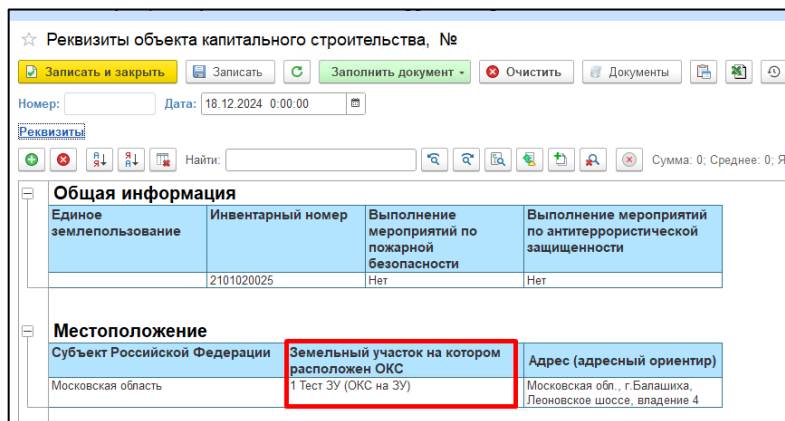 Реквизиты объекта капитального строительства, №
Записать и закрыть Записать Заполнить документ Очистить Документы
Номер: Дата: 18.12.2024 0:00:00
Реквизиты
Найти: Сумма: 0; Среднее: 0; Я
Общая информация
Единое землепользование Инвентарный номер Выполнение мероприятий по пожарной безопасности Выполнение мероприятий по антитеррористической защищенности
2101020025 Нет Нет
Местоположение
Субъект Российской Федерации Земельный участок на котором расположен ОКС Адрес (адресный ориентир)
Московская область 1 Тест ЗУ (ОКС на ЗУ) Московская обл., г.Балашиха, Леоновское шоссе, владение 4